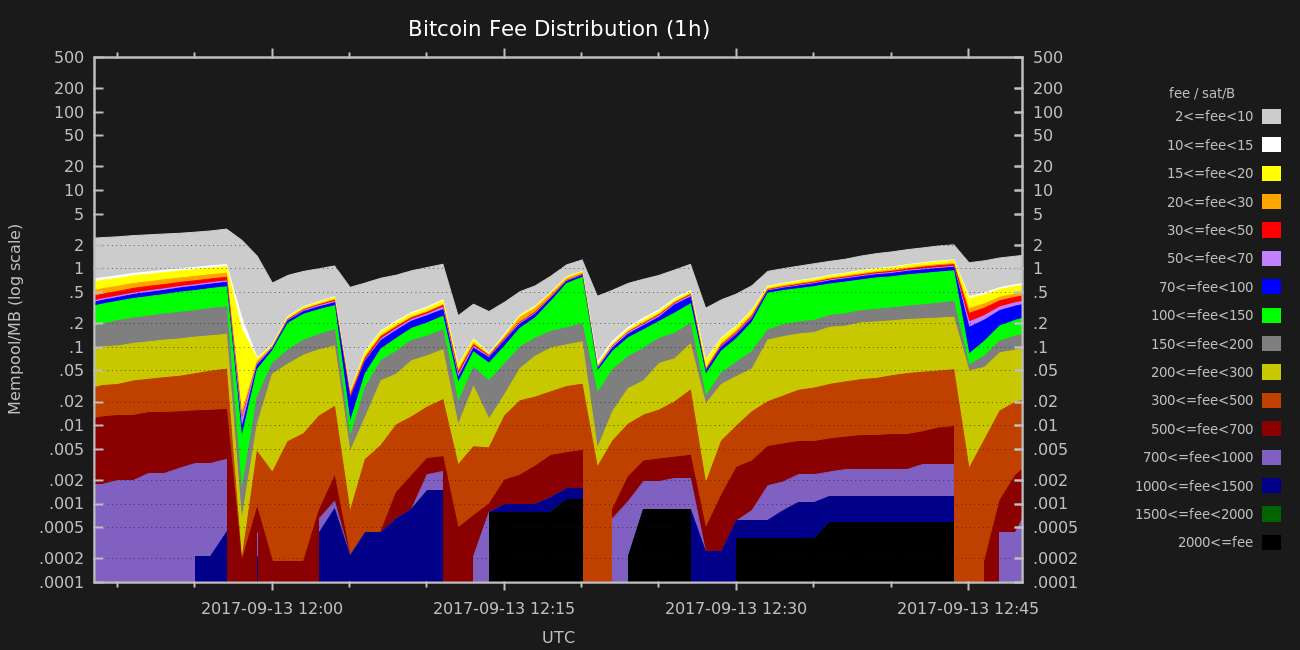 Bitcoin Fee Distribution (1h)
Mempool/MB (log scale)
500
200
100
50
20
10
5
2
1
.5
.2
.1
.05
.02
.01
.005
.002
.001
.0005
.0002
.0001
500
200
100
50
20
10
5
2
1
.5
.2
.1
.05
.02
.01
.005
.002
.001
.0005
.0002
.0001
2017-09-13 12:00
2017-09-13 12:15
2017-09-13 12:30
2017-09-13 12:45
UTC
fee / sat/B
2<=fee<10
10<=fee<15
15<=fee<20
20<=fee<30
30<=fee<50
50<=fee<70
70<=fee<100
100<=fee<150
150<=fee<200
200<=fee<300
300<=fee<500
500<=fee<700
700<=fee<1000
1000<=fee<1500
1500<=fee<2000
2000<=fee